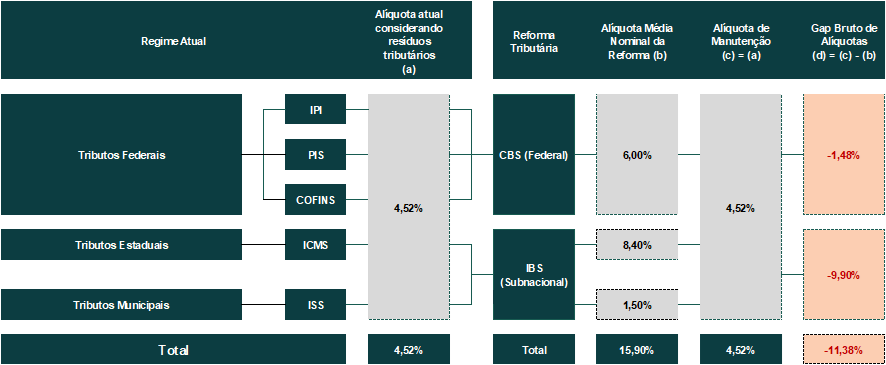 Regime Atual
Alíquota atual
considerando
resíduos
tributários
(a)
Reforma
Tributária
Alíquota Média
Nominal da
Reforma (b)
Alíquota de
Manutenção
(c) = (a)
Gap Bruto de
Alíquotas
(d) = (c) - (b)
Tributos Federais
IPI
PIS
COFINS
4,52%
CBS (Federal)
6,00%
4,52%
-1,48%
Tributos Estaduais
ICMS
IBS
(Subnacional)
8,40%
-9,90%
Tributos Municipais
ISS
1,50%
Total
4,52%
Total
15,90%
4,52%
-11,38%